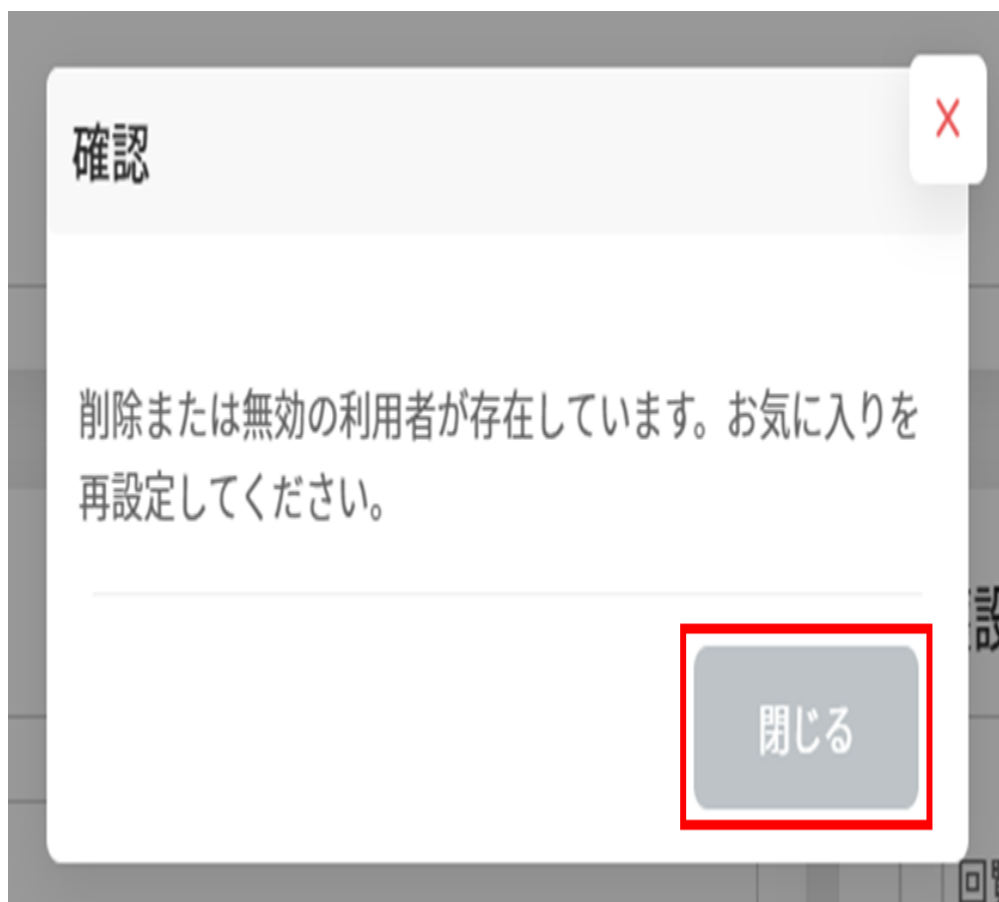 確認
×
削除または無効の利用者が存在しています。お気に入りを
再設定してください。
設
閉じる
回